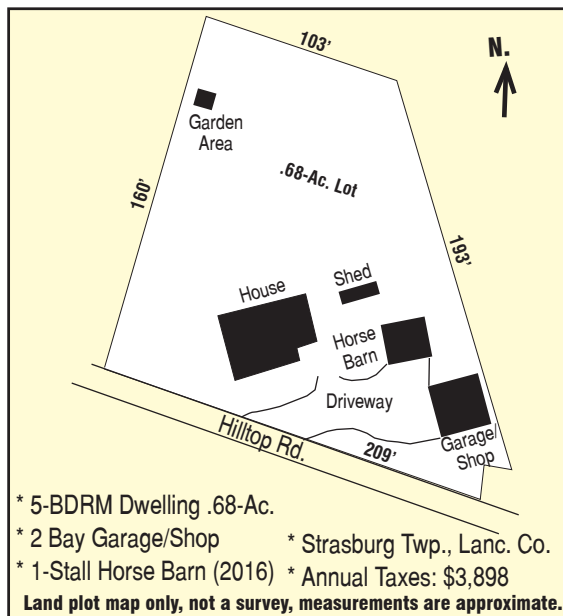 103'
N.
Garden
Area
.68-Ac. Lot
160'
193'
House
Shed
Horse
Barn
Driveway
Hilltop Rd.
209'
Garage/
Shop
* 5-BDRM Dwelling .68-Ac.
* 2 Bay Garage/Shop
* Strasburg Twp., Lanc. Co.
* 1-Stall Horse Barn (2016)
* Annual Taxes: $3,898
Land plot map only, not a survey, measurements are approximate.